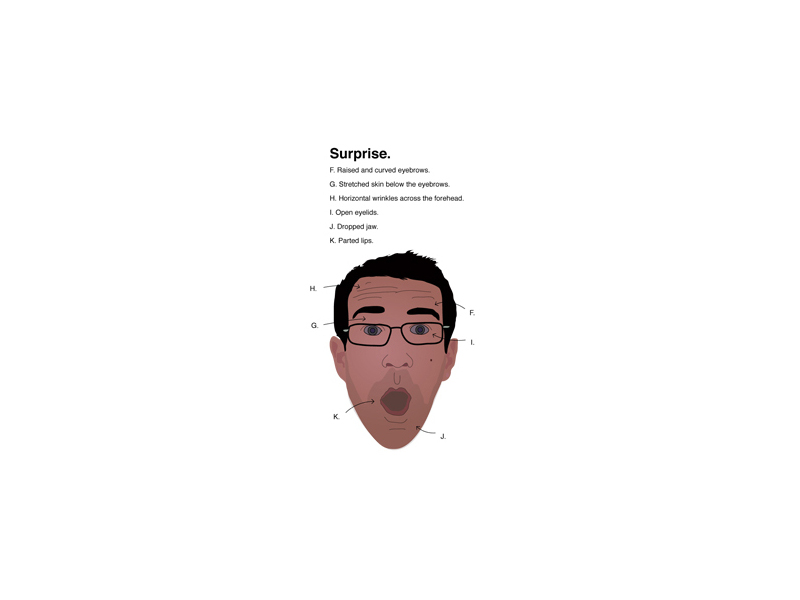 Surprise.
F. Raised and curved eyebrows.
G. Stretched skin below the eyebrows.
H. Horizontal wrinkles across the forehead.
I. Open eyelids.
J. Dropped jaw.
K. Parted lips.
H.
F.
G.
I.
K.
J.